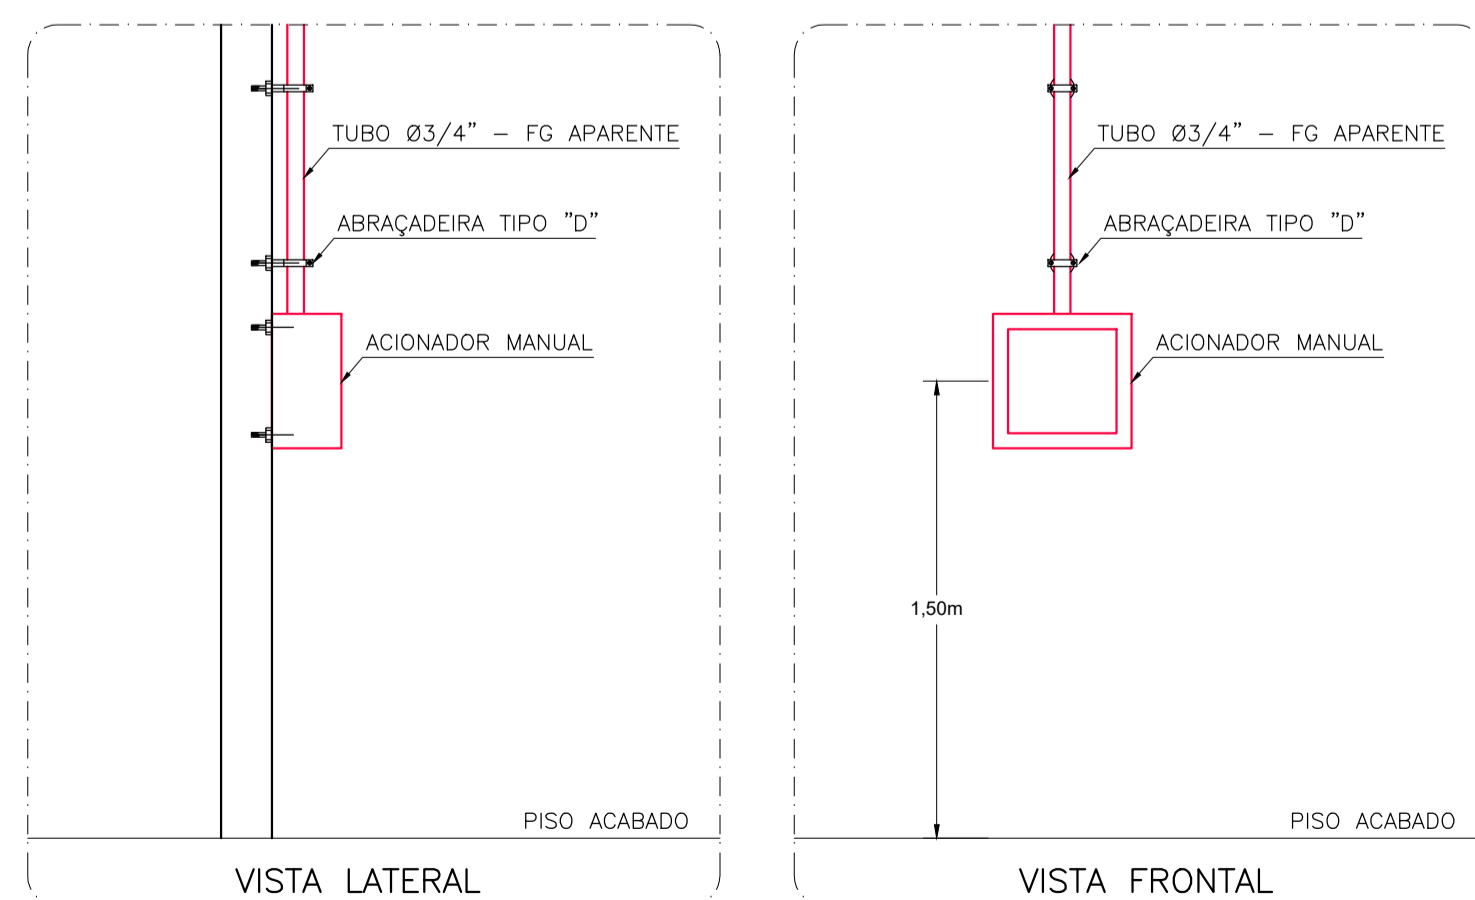 TUBO Ø3/4” – FG APARENTE
ABRAÇADEIRA TIPO ”D”
ACIONADOR MANUAL
PISO ACABADO
VISTA LATERAL
TUBO Ø3/4” – FG APARENTE
ABRAÇADEIRA TIPO ”D”
ACIONADOR MANUAL
1,50m
PISO ACABADO
VISTA FRONTAL